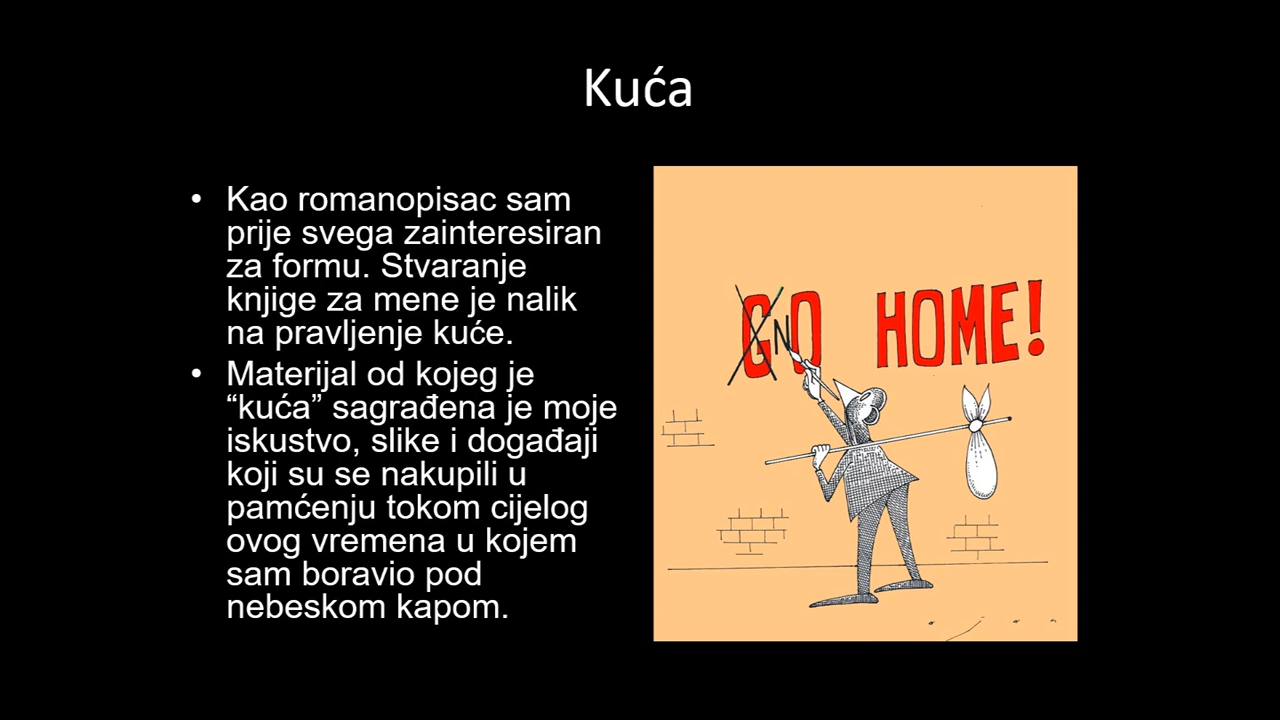 Kuća
• Kao romanopisac sam
prije svega zainteresiran
za formu. Stvaranje
knjige za mene je nalik
na pravljenje kuće.
• Materijal od kojeg je
“kuća” sagrađena je moje
iskustvo, slike i događaji
koji su se nakupili u
pamćenju tokom cijelog
ovog vremena u kojem
sam boravio pod
nebeskom kapom.
GNO HOME!